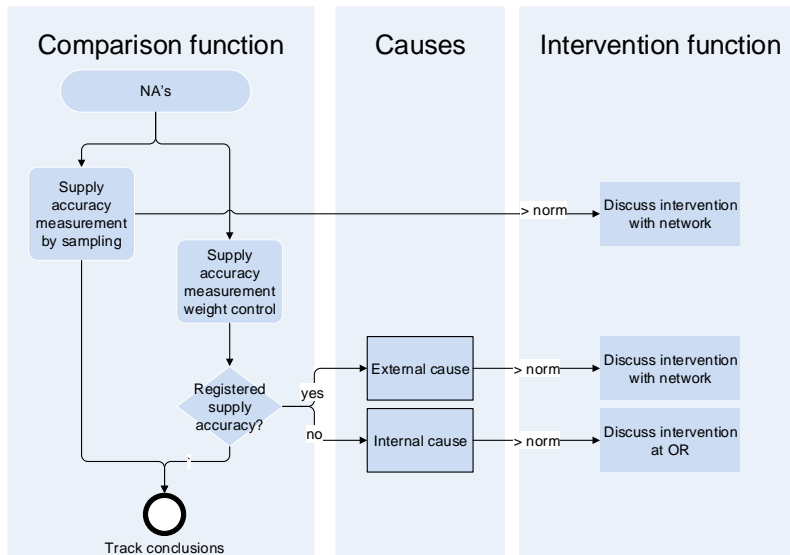 Comparison function
Causes
Intervention function
NA's
Supply
accuracy
measurement
by sampling
> norm
Discuss intervention
with network
Supply
accuracy
measurement
weight control
Registered
supply
accuracy?
yes
External cause
> norm
Discuss intervention
with network
no
Internal cause
> norm
Discuss intervention
at OR
Track conclusions